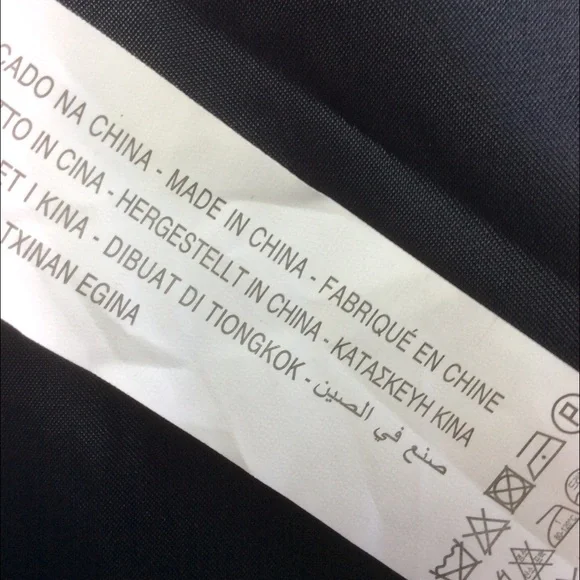 CADO NA CHINA - MADE IN CHINA - FABRIQUÉ EN CHINE
TTO IN CINA - HERGESTELLT IN CHINA - ΚΑΤΑΣΚΕΥΗ ΚΙΝΑ
ET I KINA - DIBUAT DI TIONGKOK - صنع في الصين
TXINAN EGINA
P